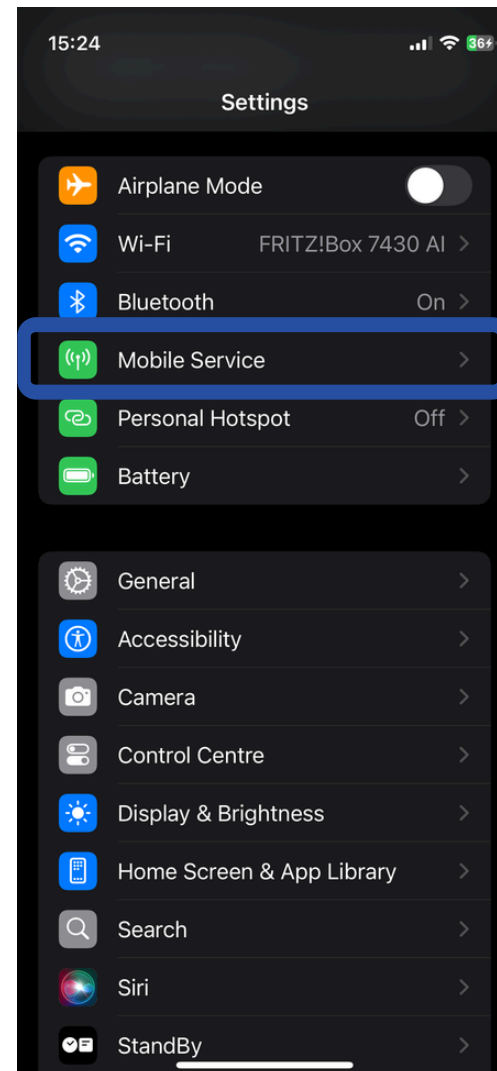 15:24 36
Settings
Airplane Mode
Wi-Fi FRITZ!Box 7430 AI
Bluetooth On
Mobile Service
Personal Hotspot Off
Battery
General
Accessibility
Camera
Control Centre
Display & Brightness
Home Screen & App Library
Search
Siri
StandBy